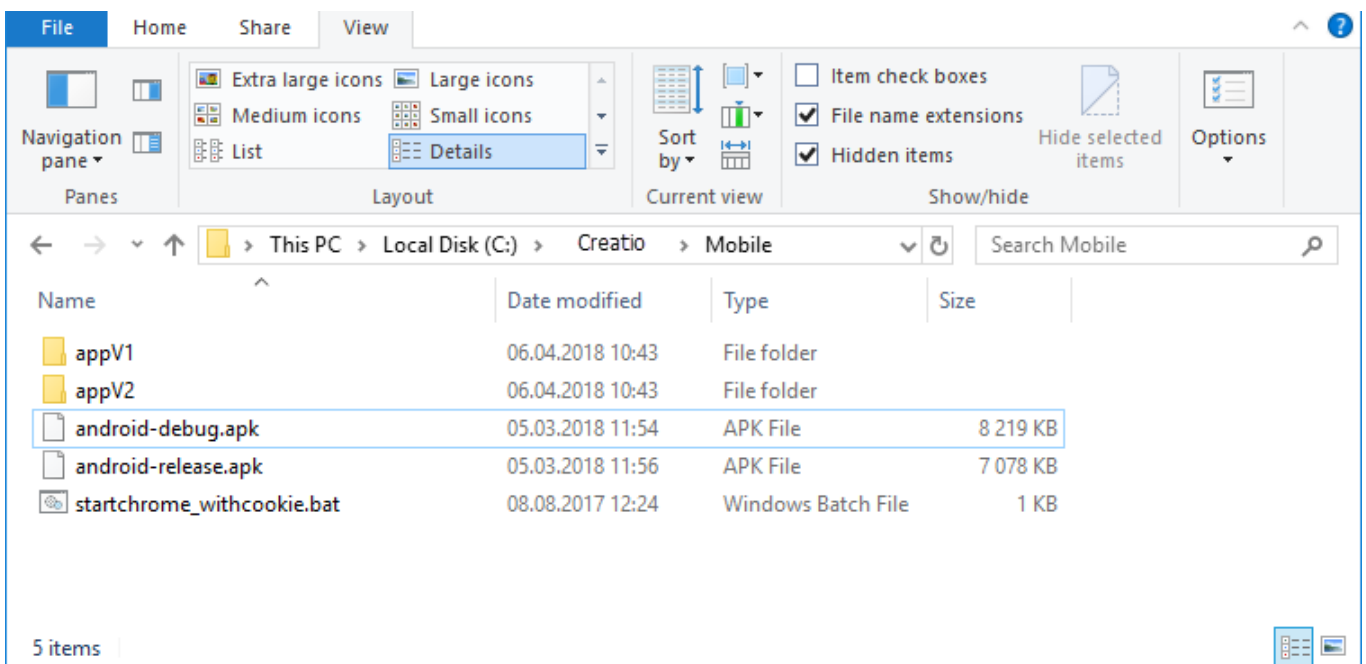 File Home Share View
Extra large icons Large icons
Medium icons Small icons
List Details
Navigation pane
Sort by
Item check boxes
File name extensions
Hidden items
Hide selected items
Options
Panes Layout Current view Show/hide
This PC Local Disk (C:) Creatio Mobile Search Mobile
Name Date modified Type Size
appV1 06.04.2018 10:43 File folder
appV2 06.04.2018 10:43 File folder
android-debug.apk 05.03.2018 11:54 APK File 8 219 KB
android-release.apk 05.03.2018 11:56 APK File 7 078 KB
startchrome_withcookie.bat 08.08.2017 12:24 Windows Batch File 1 KB
5 items